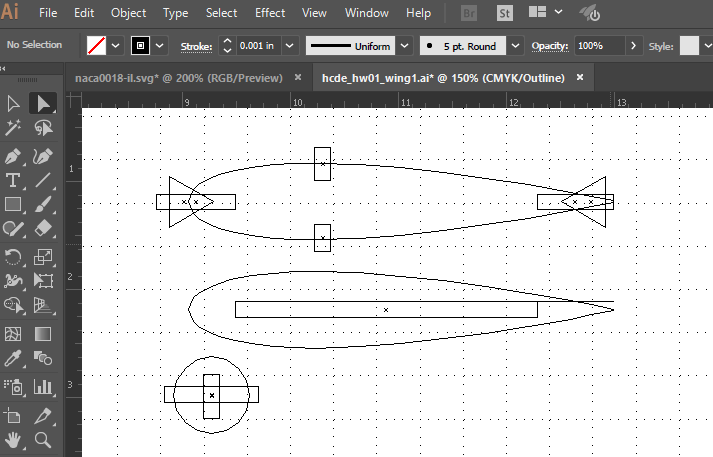 Ai File Edit Object Type Select Effect View Window Help Br St
No Selection Stroke: 0.001 in Uniform 5 pt. Round Opacity: 100% Style:
naca0018-il.svg* @ 200% (RGB/Preview) × hcde_hw01_wing1.ai* @ 150% (CMYK/Outline) ×
9 10 11 12 13
1
2
3